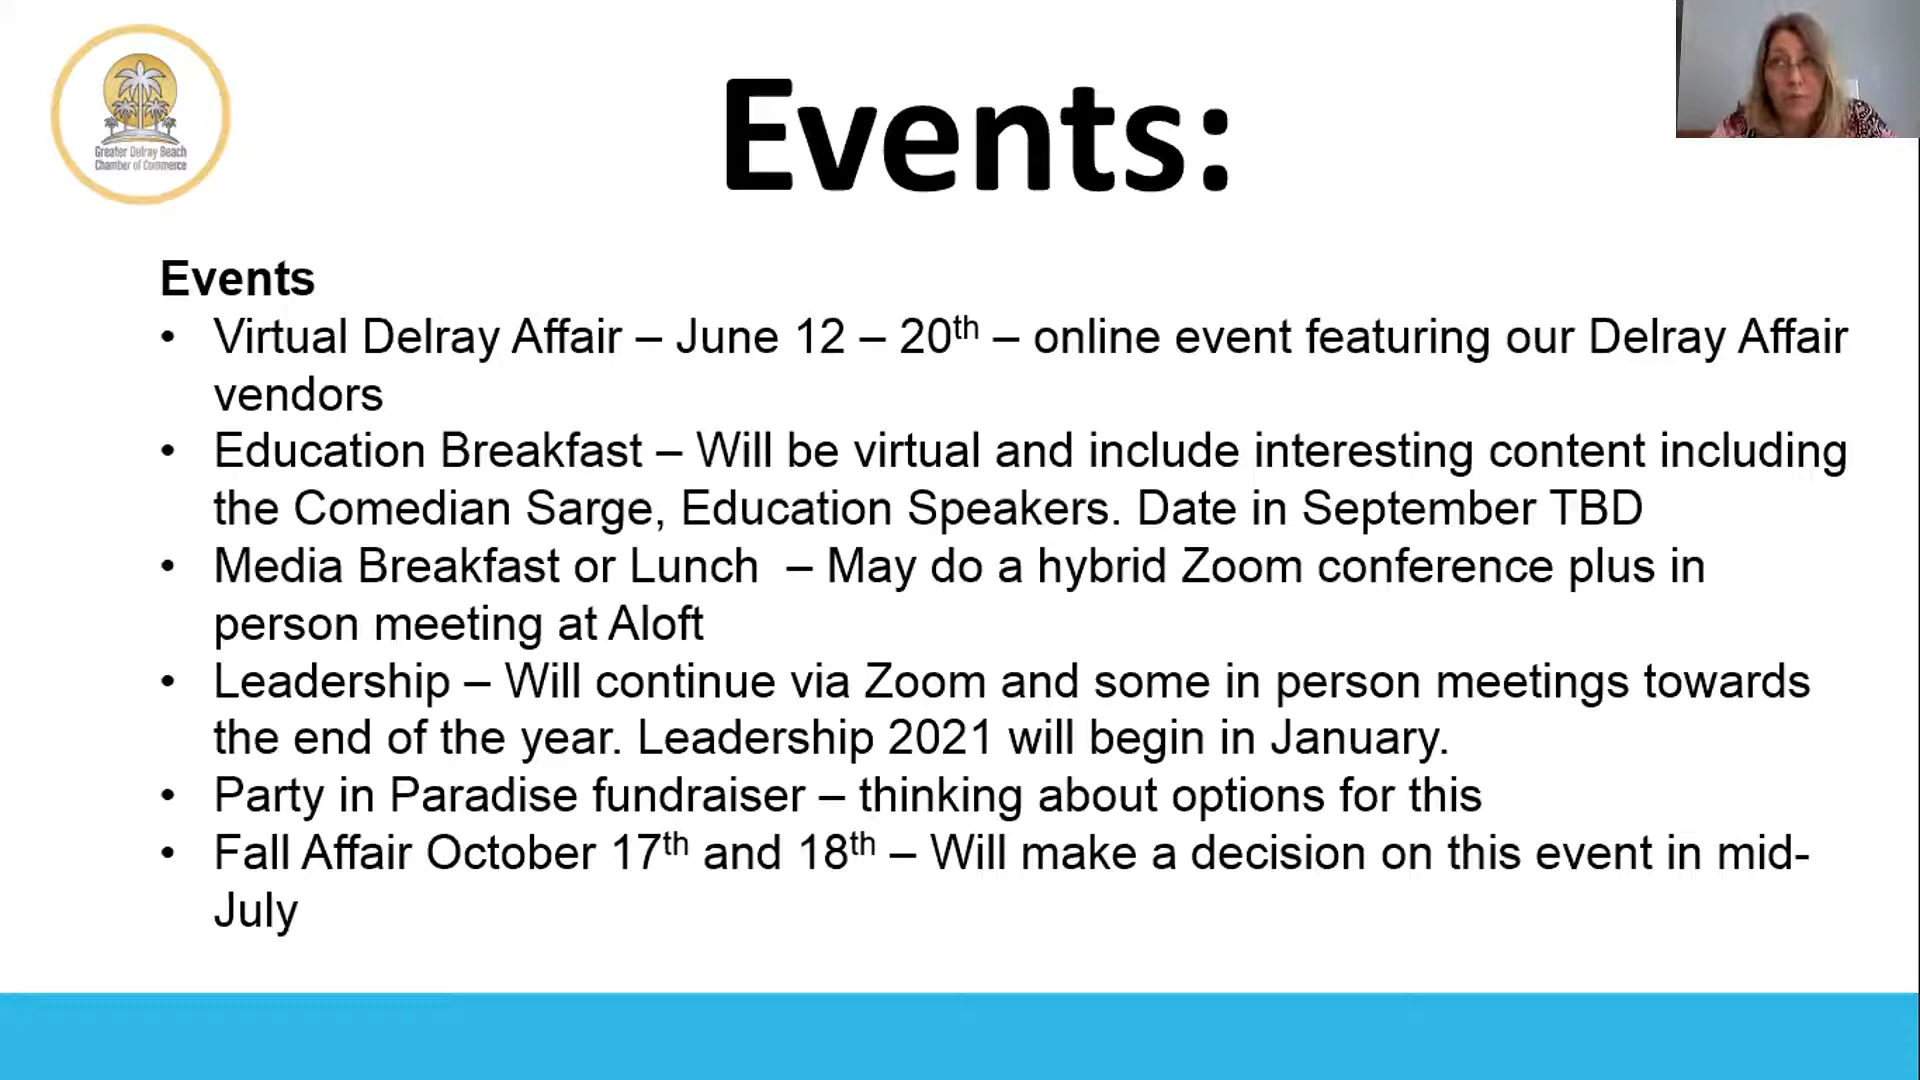 Greater Delray Beach
Chamber of Commerce
Events:
Events
• Virtual Delray Affair – June 12 – 20th – online event featuring our Delray Affair
vendors
• Education Breakfast – Will be virtual and include interesting content including
the Comedian Sarge, Education Speakers. Date in September TBD
• Media Breakfast or Lunch  – May do a hybrid Zoom conference plus in
person meeting at Aloft
• Leadership – Will continue via Zoom and some in person meetings towards
the end of the year. Leadership 2021 will begin in January.
• Party in Paradise fundraiser – thinking about options for this
• Fall Affair October 17th and 18th – Will make a decision on this event in mid-
July